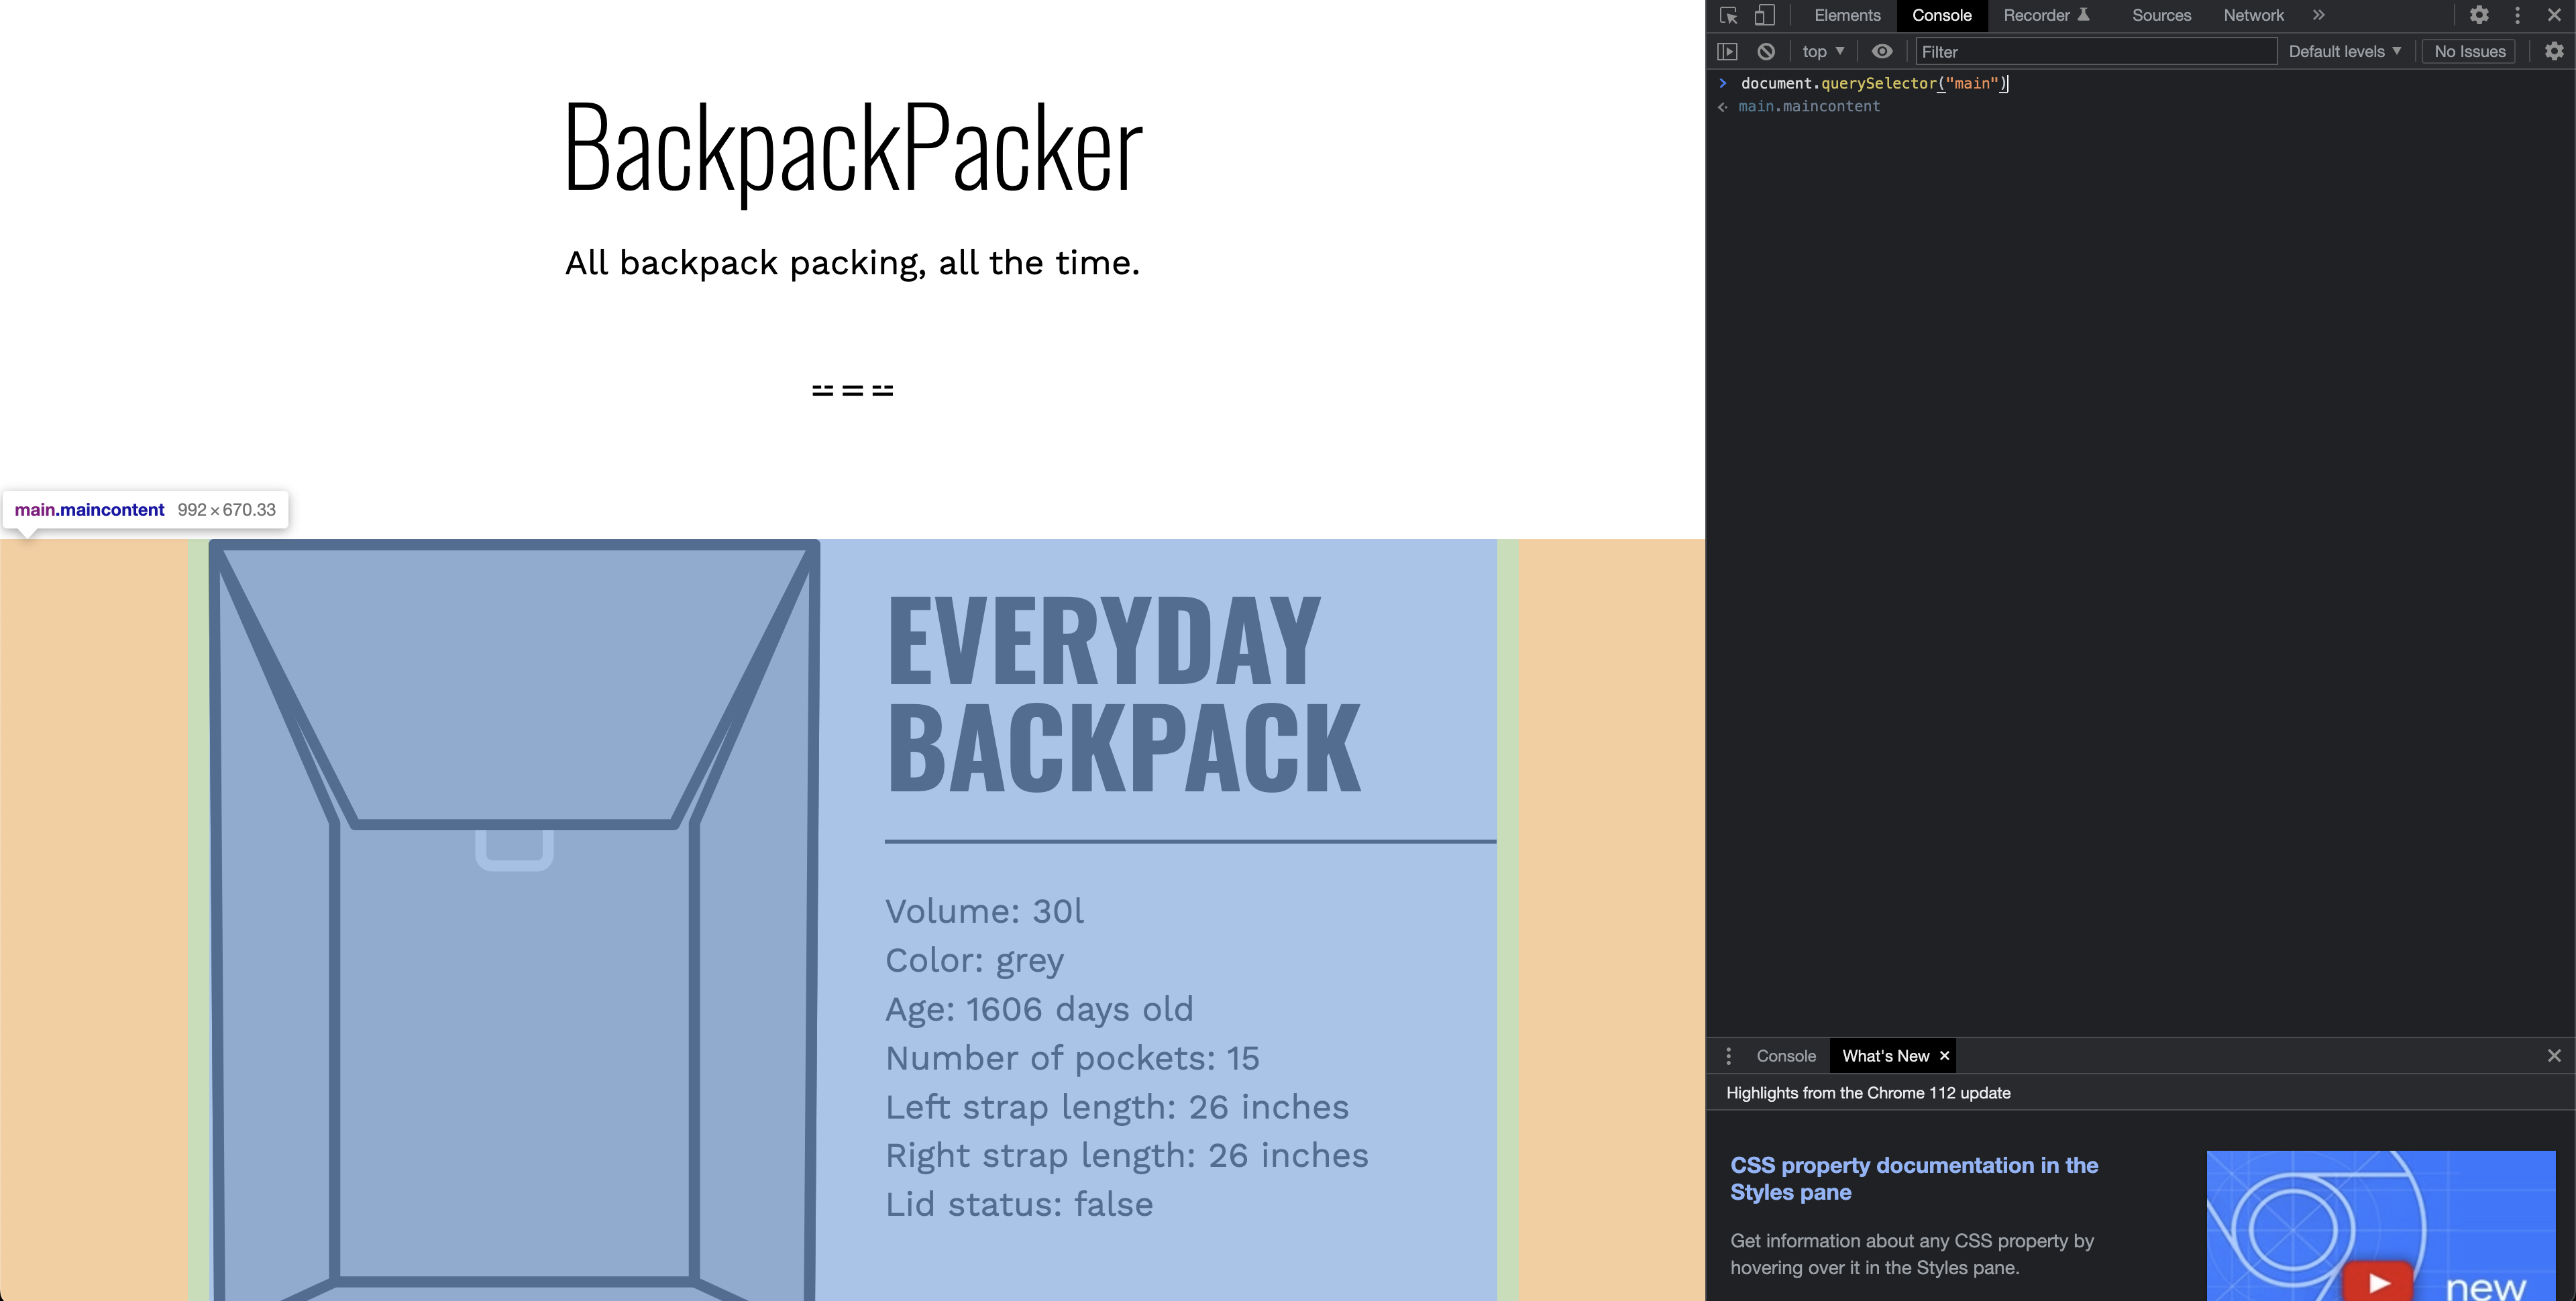 BackpackPacker
All backpack packing, all the time.
main.maincontent 992 × 670.33
EVERYDAY
BACKPACK
Volume: 30l
Color: grey
Age: 1606 days old
Number of pockets: 15
Left strap length: 26 inches
Right strap length: 26 inches
Lid status: false
Elements Console Recorder Sources Network »
top ▼ Filter Default levels ▼ No Issues
> document.querySelector("main")
main.maincontent
Console What's New ×
Highlights from the Chrome 112 update
CSS property documentation in the
Styles pane
Get information about any CSS property by
hovering over it in the Styles pane.
new